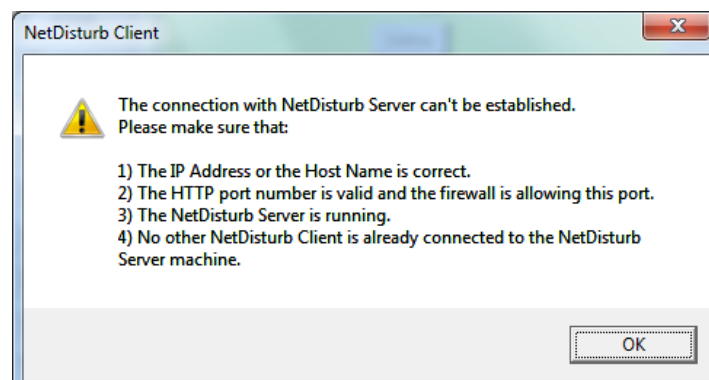 NetDisturb Client
The connection with NetDisturb Server can't be established.
Please make sure that:
1) The IP Address or the Host Name is correct.
2) The HTTP port number is valid and the firewall is allowing this port.
3) The NetDisturb Server is running.
4) No other NetDisturb Client is already connected to the NetDisturb
Server machine.
OK